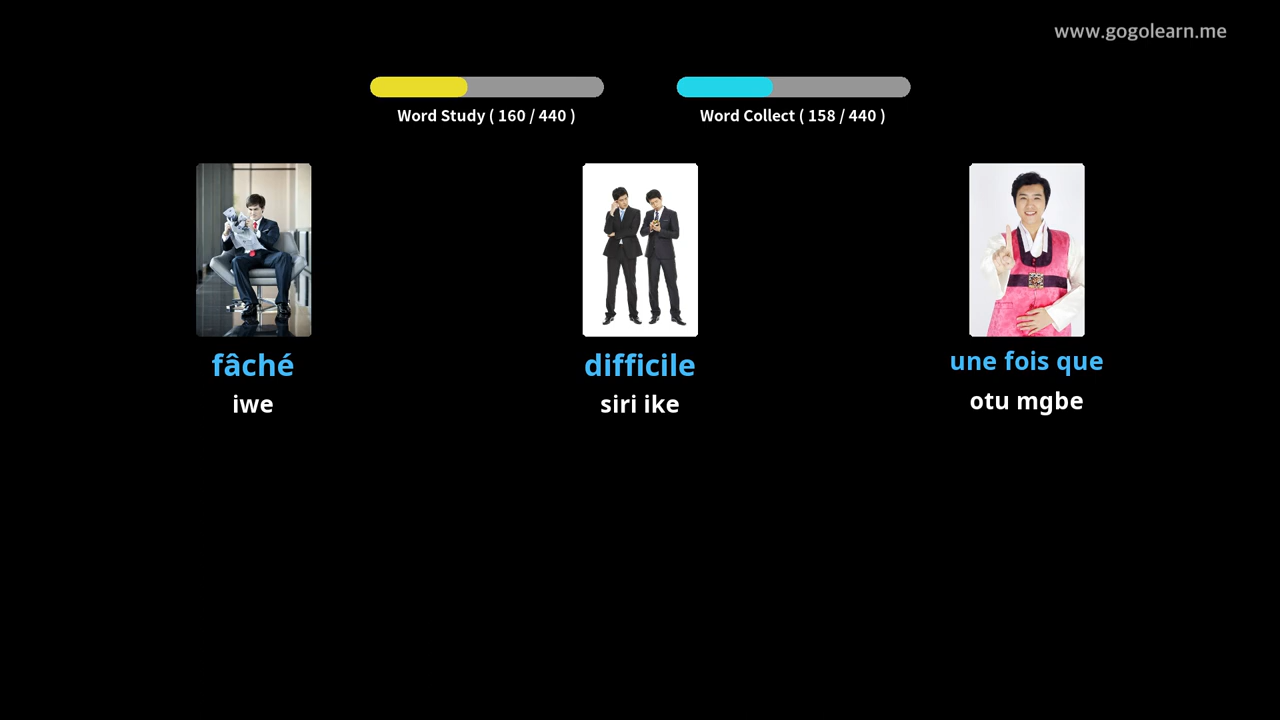 www.gogolearn.me
Word Study ( 160 / 440 )
Word Collect ( 158 / 440 )
fâché
iwe
difficile
siri ike
une fois que
otu mgbe